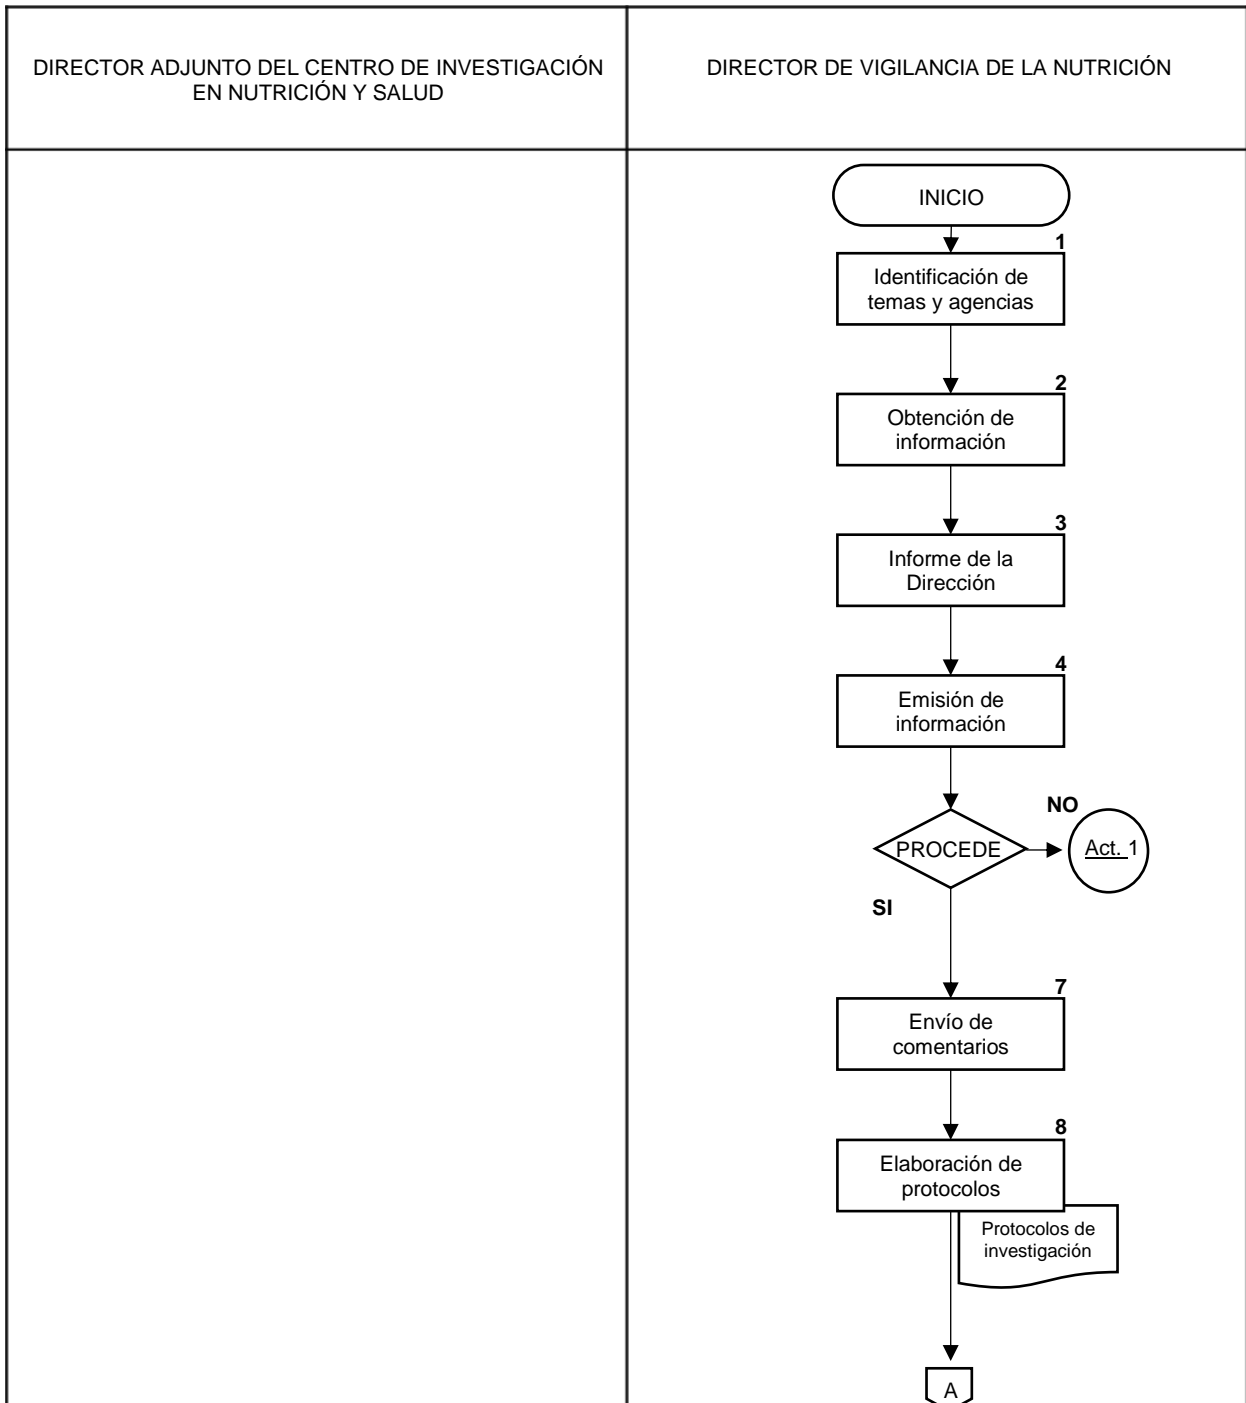 DIRECTOR ADJUNTO DEL CENTRO DE INVESTIGACIÓN
EN NUTRICIÓN Y SALUD
DIRECTOR DE VIGILANCIA DE LA NUTRICIÓN
INICIO
1
Identificación de
temas y agencias
2
Obtención de
información
3
Informe de la
Dirección
4
Emisión de
información
PROCEDE
NO
Act. 1
SI
7
Envío de
comentarios
8
Elaboración de
protocolos
Protocolos de
investigación
A